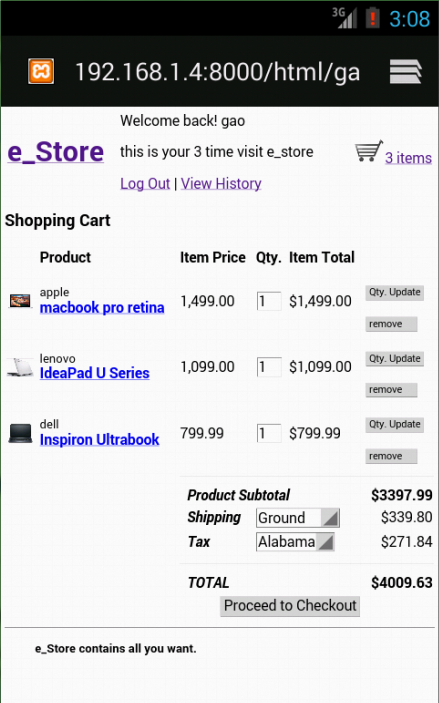 3G 3:08
192.168.1.4:8000/html/ga
Welcome back! gao
e_Store this is your 3 time visit e_store 3 items
Log Out | View History
Shopping Cart
Product Item Price Qty. Item Total
apple
macbook pro retina 1,499.00 1 $1,499.00 Qty. Update
remove
lenovo
IdeaPad U Series 1,099.00 1 $1,099.00 Qty. Update
remove
dell
Inspiron Ultrabook 799.99 1 $799.99 Qty. Update
remove
Product Subtotal $3397.99
Shipping Ground $339.80
Tax Alabama $271.84
TOTAL $4009.63
Proceed to Checkout
e_Store contains all you want.